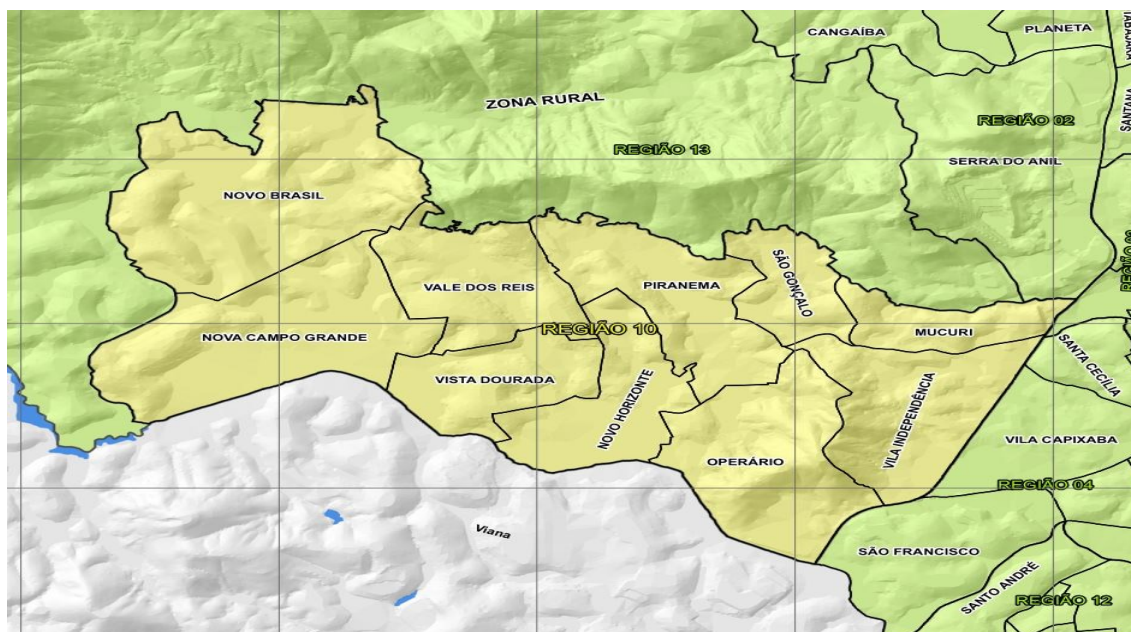 CANGAÍBA
PLANETA
TABAJARA
ZONA RURAL
SANTANA
REGIÃO 02
REGIÃO 13
SERRA DO ANIL
NOVO BRASIL
SÃO GONÇALO
VALE DOS REIS
PIRANEMA
REGIÃO 10
MUCURI
NOVA CAMPO GRANDE
SANTA CECÍLIA
VISTA DOURADA
NOVO HORIZONTE
VILA INDEPENDÊNCIA
VILA CAPIXABA
OPERÁRIO
REGIÃO 04
Viana
SÃO FRANCISCO
SANTO ANDRÉ
REGIÃO 12